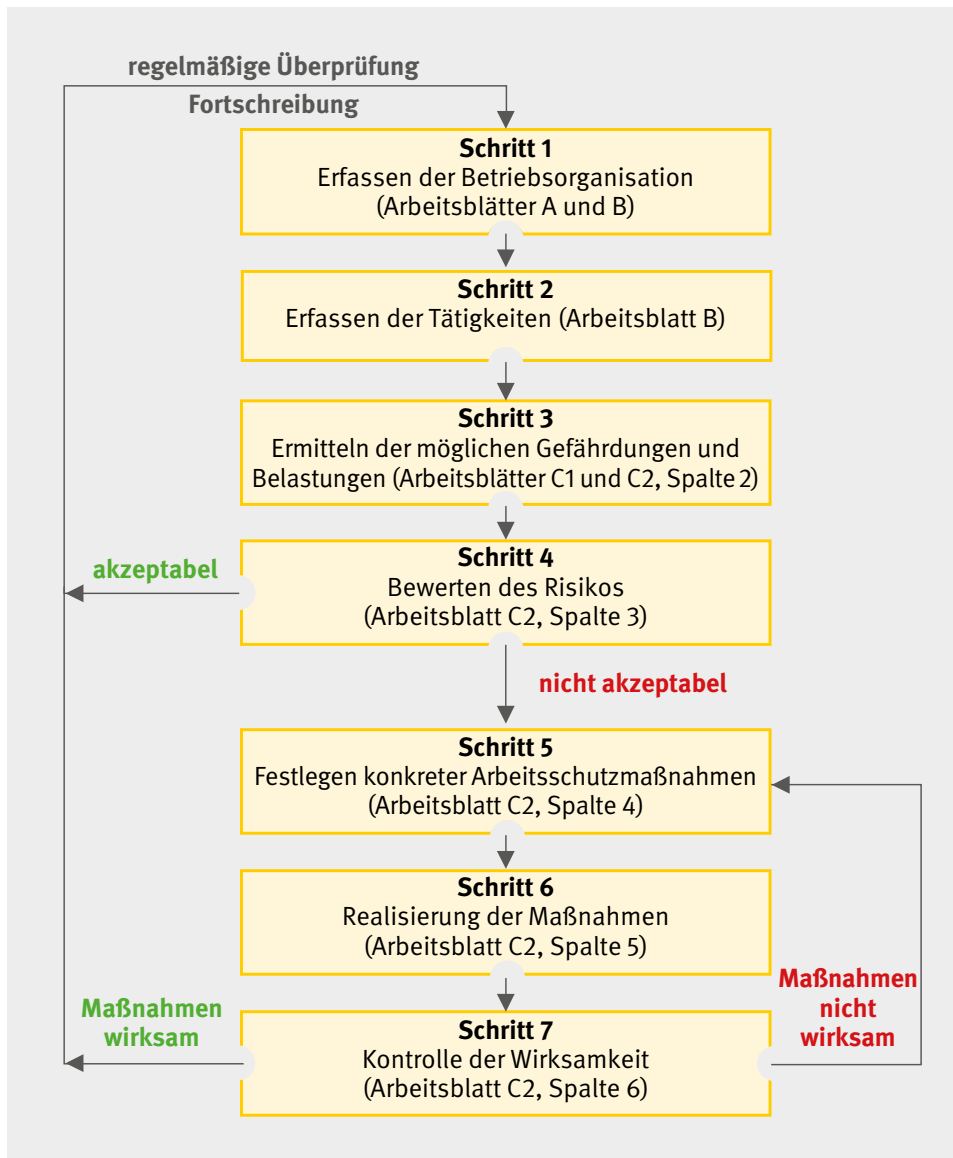 regelmäßige Überprüfung
Fortschreibung
Schritt 1
Erfassen der Betriebsorganisation
(Arbeitsblätter A und B)
Schritt 2
Erfassen der Tätigkeiten (Arbeitsblatt B)
Schritt 3
Ermitteln der möglichen Gefährdungen und
Belastungen (Arbeitsblätter C1 und C2, Spalte 2)
akzeptabel
Schritt 4
Bewerten des Risikos
(Arbeitsblatt C2, Spalte 3)
nicht akzeptabel
Schritt 5
Festlegen konkreter Arbeitsschutzmaßnahmen
(Arbeitsblatt C2, Spalte 4)
Schritt 6
Realisierung der Maßnahmen
(Arbeitsblatt C2, Spalte 5)
Maßnahmen
wirksam
Maßnahmen
nicht
wirksam
Schritt 7
Kontrolle der Wirksamkeit
(Arbeitsblatt C2, Spalte 6)